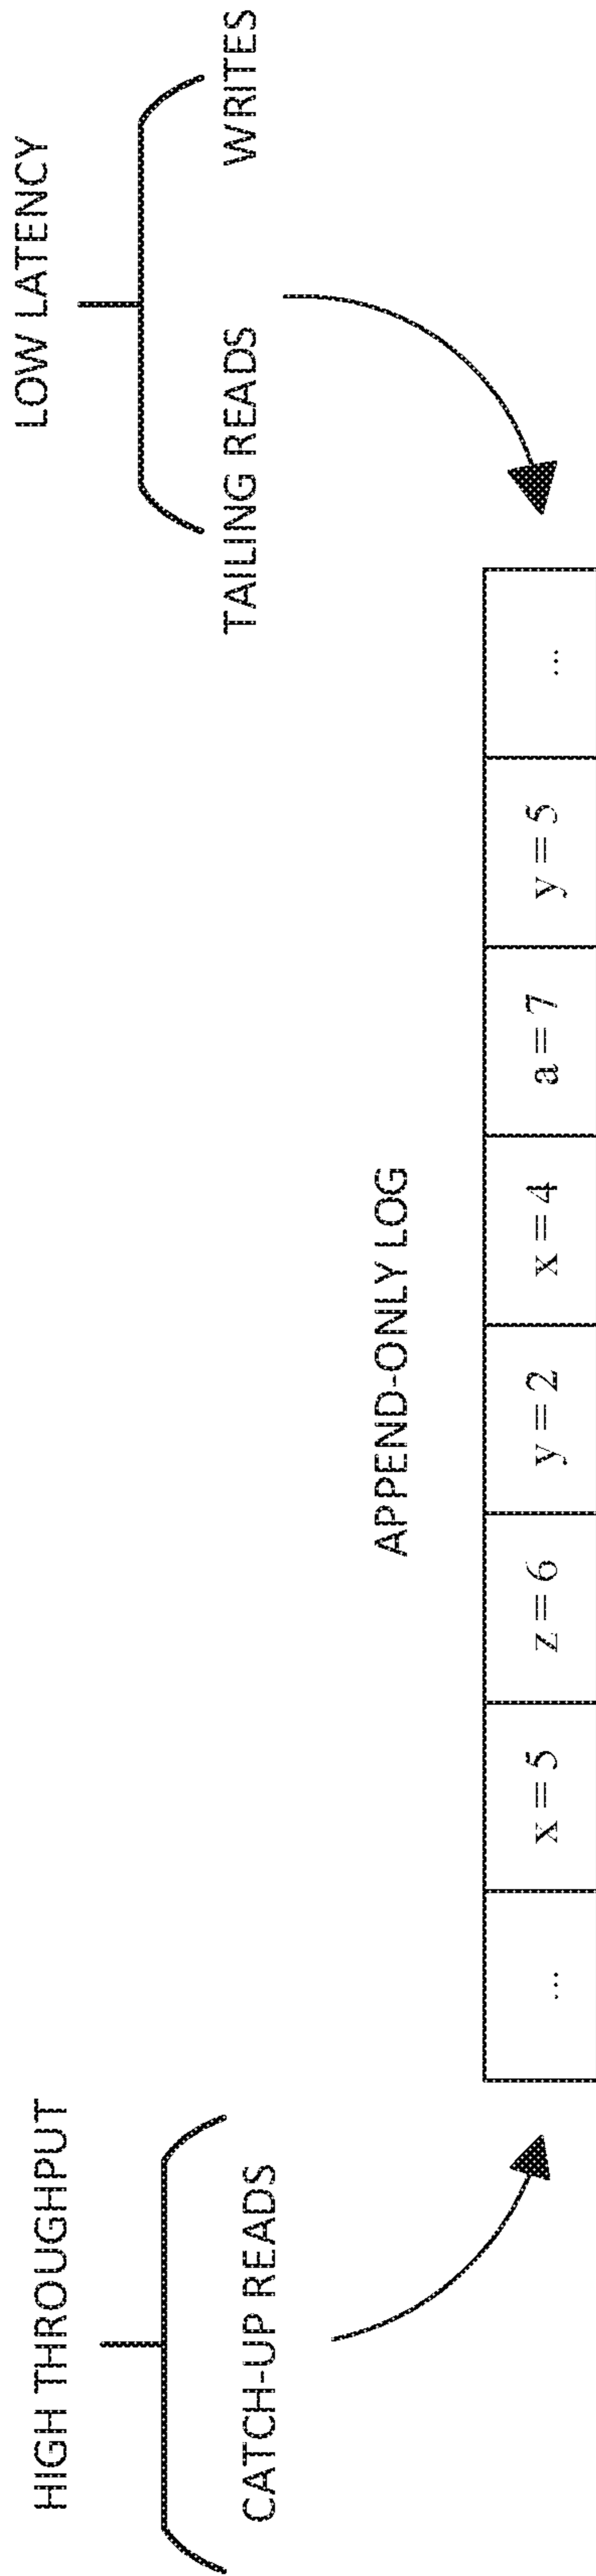 HIGH THROUGHPUT
CATCH-UP READS
LOW LATENCY
TAILING READS
WRITES
APPEND-ONLY LOG
...
x = 5
z = 6
y = 2
x = 4
a = 7
y = 5
...